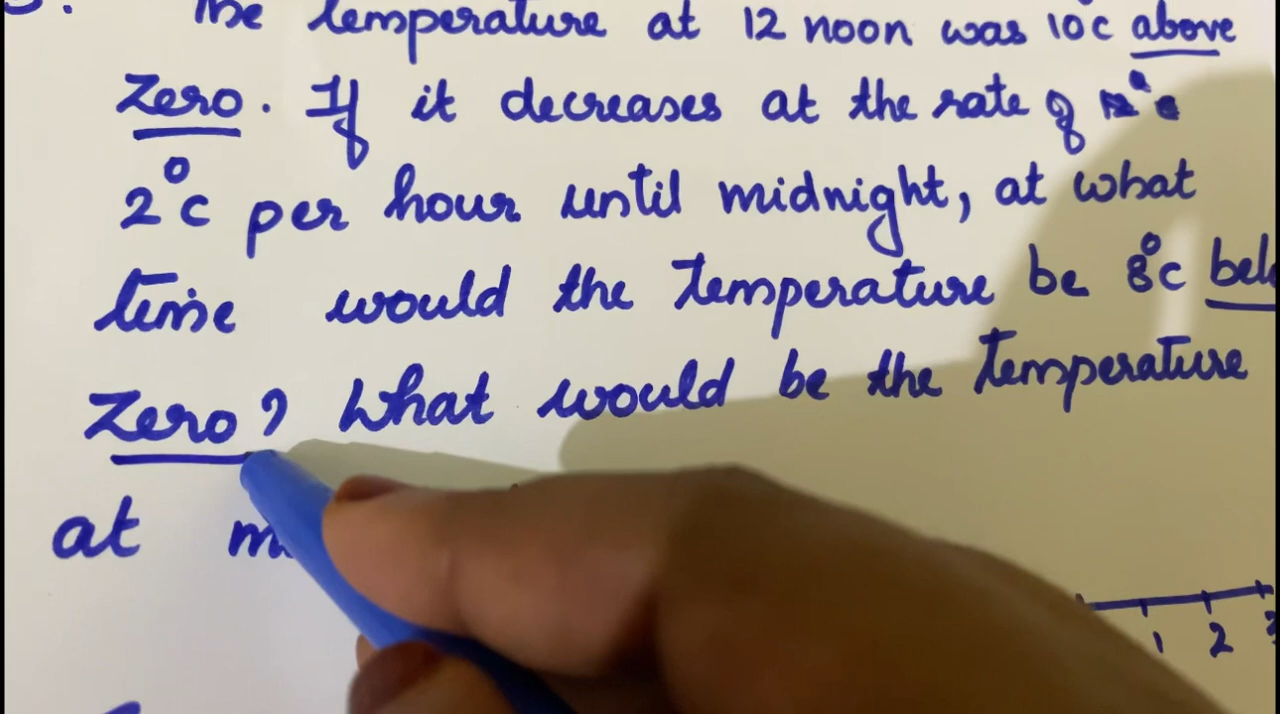 The temperature at 12 noon was 10°C above
Zero. If it decreases at the rate of
2°C per hour until midnight, at what
time would the temperature be 8°C
Zero? What would be the temperature
at
1 2